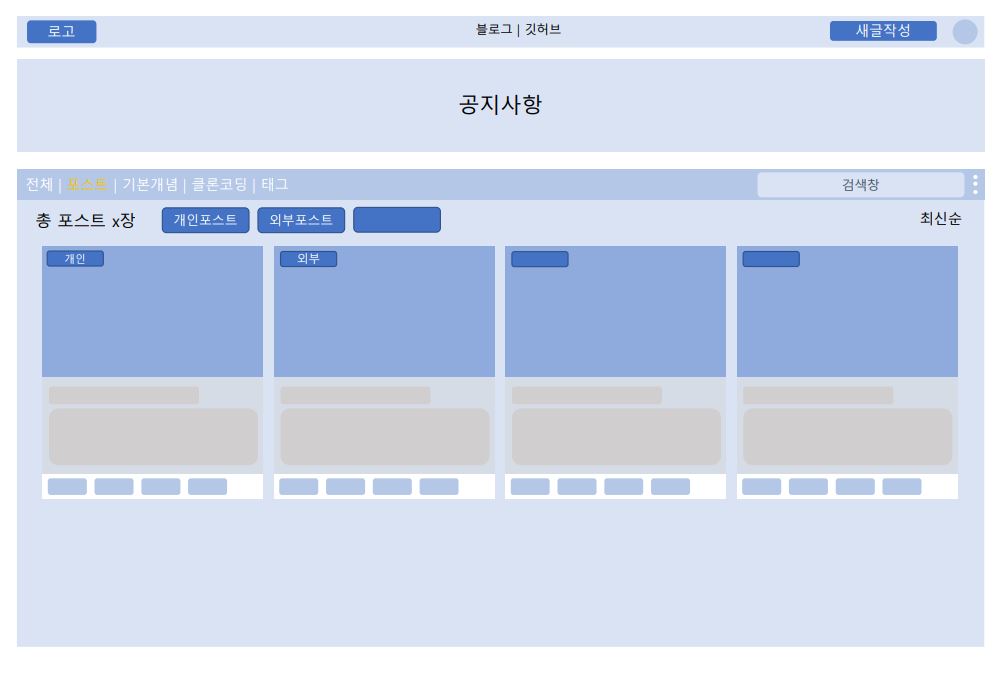 로고
블로그 | 깃허브
새글작성
공지사항
전체 | 포스트 | 기본개념 | 클론코딩 | 태그
검색창
총 포스트 x장
개인포스트
외부포스트
최신순
개인
외부